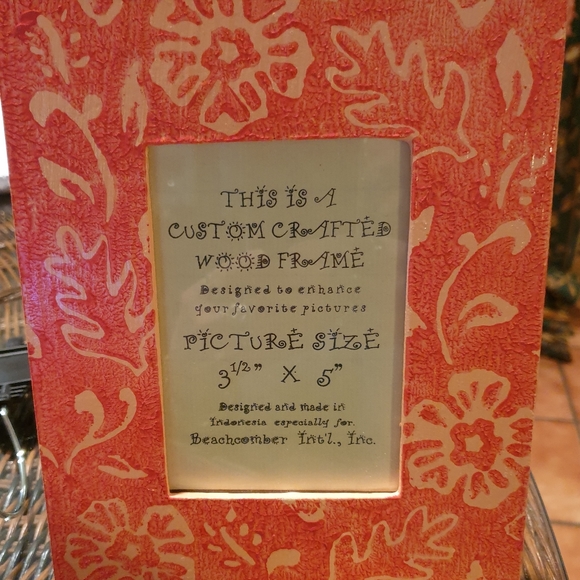 THIS IS A
CUSTOM CRAFTED
WOOD FRAME
Designed to enhance
your favorite pictures
PICTURE SIZE
3 1/2" X 5"
Designed and made in
Indonesia especially for
Beachcomber Int'l., Inc.